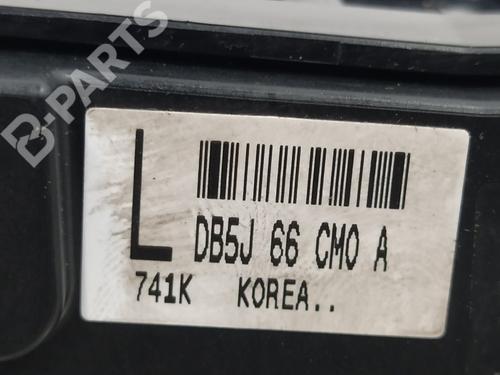 B-PARTS
L
DB5J 66 CM0 A
741K KOREA..